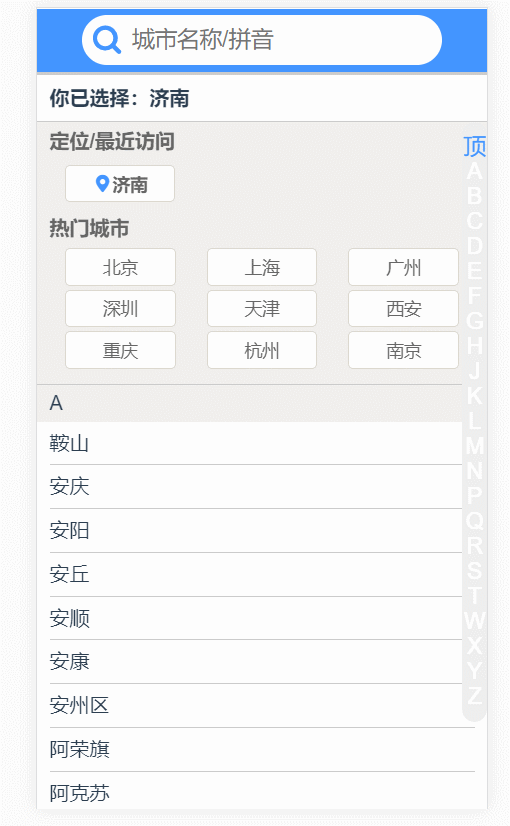 城市名称/拼音
你已选择：济南
定位/最近访问
济南
热门城市
北京 上海 广州
深圳 天津 西安
重庆 杭州 南京
A
鞍山
安庆
安阳
安丘
安顺
安康
安州区
阿荣旗
阿克苏
顶
A
B
C
D
E
F
G
H
J
K
L
M
N
P
Q
R
S
T
W
X
Y
Z